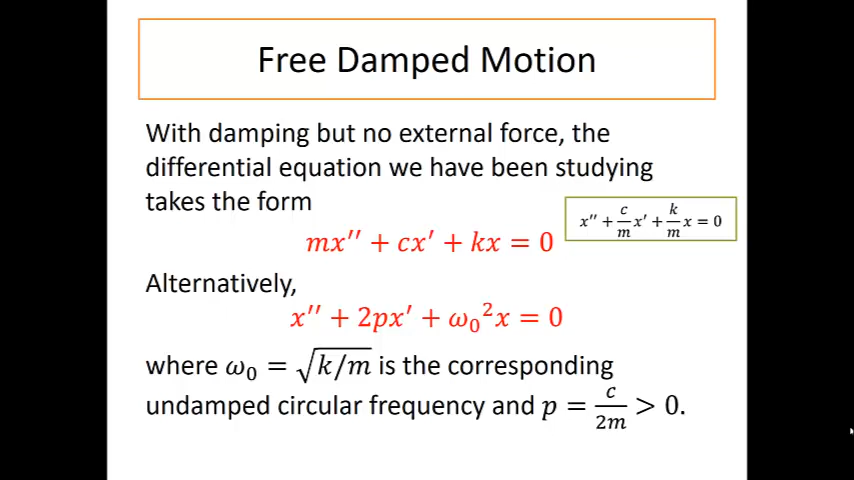 Free Damped Motion
With damping but no external force, the
differential equation we have been studying
takes the form
x′′ + c/m x′ + k/m x = 0
mx′′ + cx′ + kx = 0
Alternatively,
x′′ + 2px′ + ω₀²x = 0
where ω₀ = √(k/m) is the corresponding
undamped circular frequency and p = c/2m > 0.